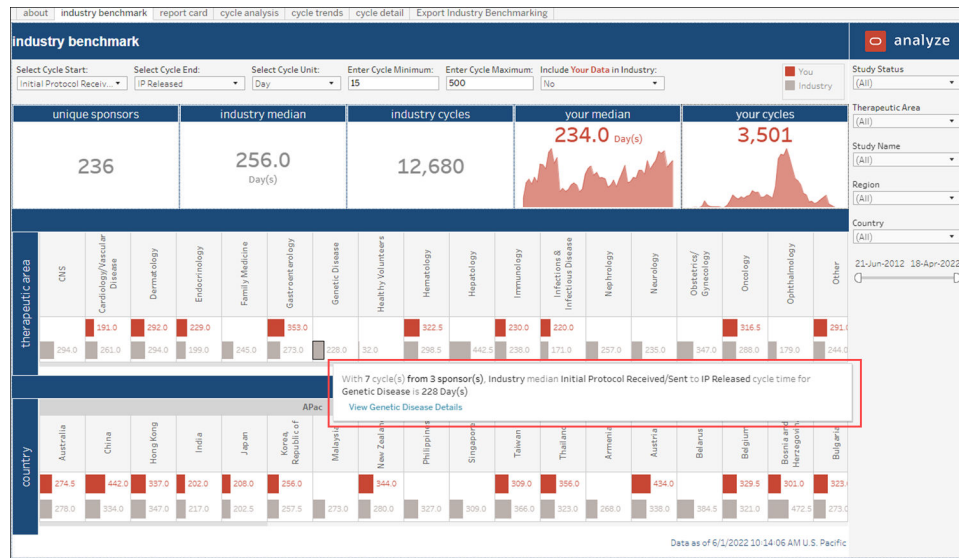 about industry benchmark report card cycle analysis cycle trends cycle detail Export Industry Benchmarking
industry benchmark
analyze
Select Cycle Start: Select Cycle End: Select Cycle Unit: Enter Cycle Minimum: Enter Cycle Maximum: Include Your Data in Industry:
Initial Protocol Receiv... IP Released Day 15 500 No
You
Industry
Study Status
(All)
Therapeutic Area
(All)
Study Name
(All)
Region
(All)
Country
(All)
21-Jun-2012 18-Apr-2022
unique sponsors industry median industry cycles your median your cycles
236 256.0 Day(s) 12,680 234.0 Day(s) 3,501
therapeutic area
CNS
Cardiology/Vascular Disease
Dermatology
Endocrinology
Family Medicine
Gastroenterology
Genetic Disease
Healthy Volunteers
Hematology
Hepatology
Immunology
Infections & Infectious Disease
Nephrology
Neurology
Obstetrics/ Gynecology
Oncology
Ophthalmology
Other
191.0 292.0 229.0 353.0 322.5 230.0 220.0 316.5 291.0
294.0 261.0 294.0 199.0 245.0 273.0 228.0 32.0 298.5 442.5 238.0 171.0 257.0 235.0 347.0 288.0 179.0 244.0
With 7 cycle(s) from 3 sponsor(s), Industry median Initial Protocol Received/Sent to IP Released cycle time for
Genetic Disease is 228 Day(s)
View Genetic Disease Details
APac
country
Australia
China
Hong Kong
India
Japan
Korea, Republic of
Malaysia
New Zealand
Philippines
Singapore
Taiwan
Thailand
Armenia
Austria
Belarus
Belgium
Bosnia and Herzegovina
Bulgaria
274.5 442.0 337.0 202.0 208.0 256.0 344.0 309.0 356.0 434.0 329.5 301.0 323.
278.0 334.0 347.0 217.0 202.5 257.5 273.0 280.0 327.0 309.0 366.0 323.0 268.0 338.0 384.5 321.0 472.5 273.0
Data as of 6/1/2022 10:14:06 AM U.S. Pacific